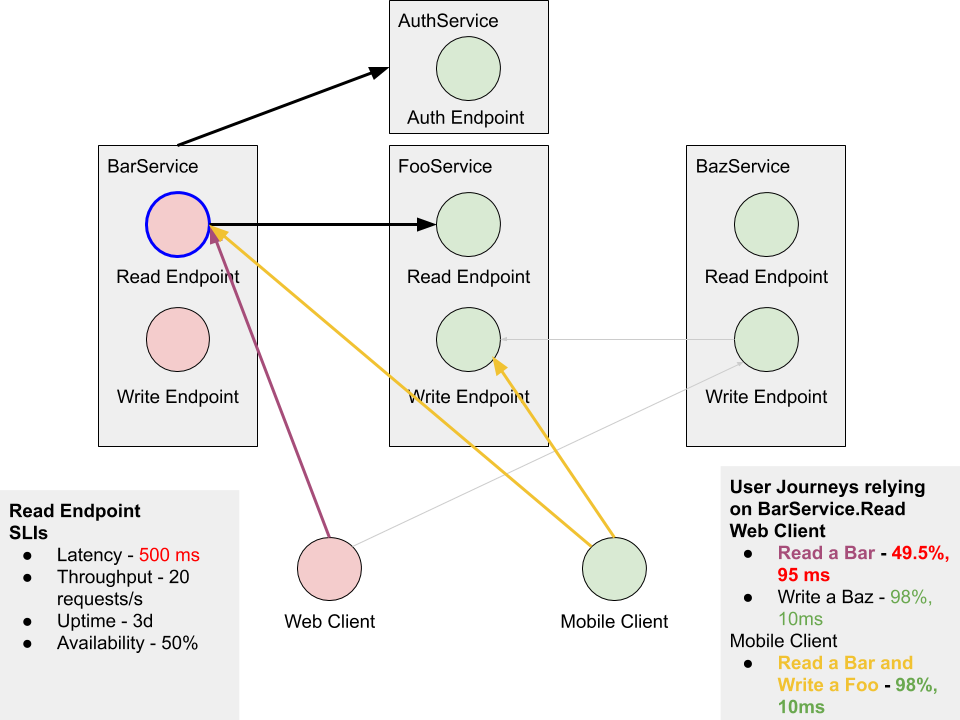 AuthService
Auth Endpoint
BarService
FooService
BazService
Read Endpoint
Read Endpoint
Read Endpoint
Write Endpoint
Write Endpoint
Write Endpoint
Read Endpoint
SLIs
● Latency - 500 ms
● Throughput - 20
requests/s
● Uptime - 3d
● Availability - 50%
Web Client
Mobile Client
User Journeys relying
on BarService.Read
Web Client
● Read a Bar - 49.5%,
95 ms
● Write a Baz - 98%,
10ms
Mobile Client
● Read a Bar and
Write a Foo - 98%,
10ms